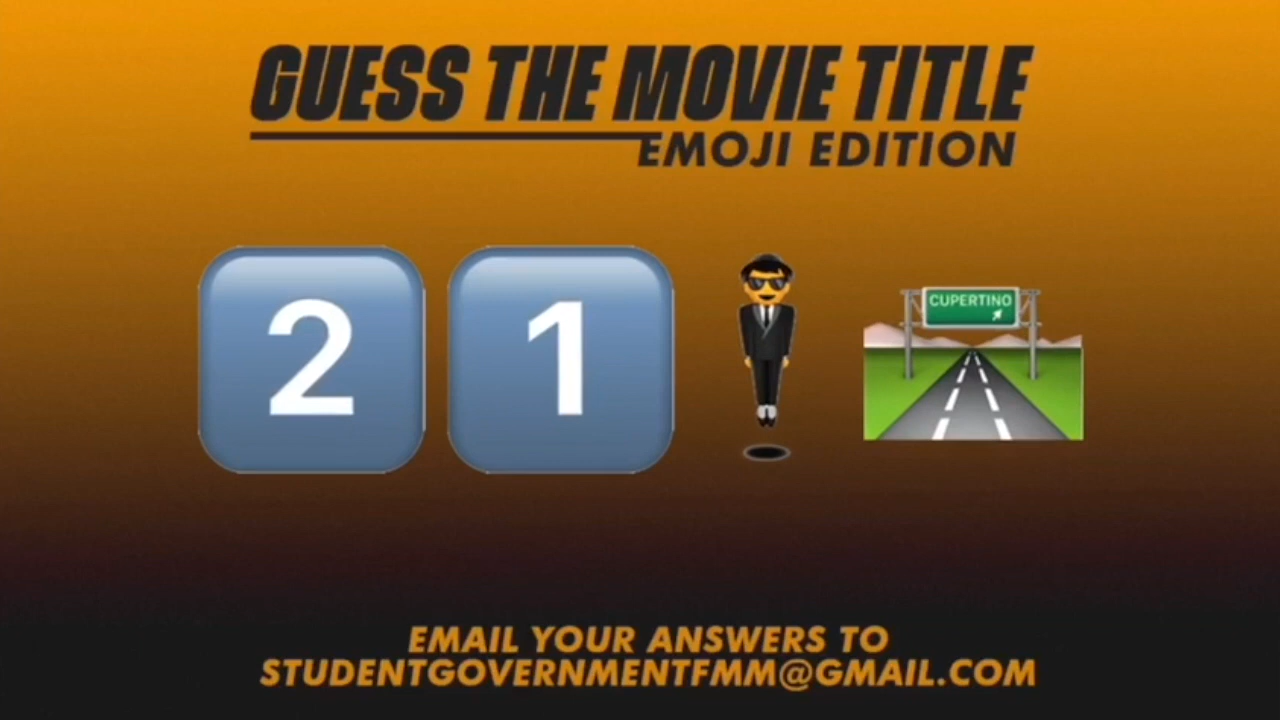 GUESS THE MOVIE TITLE
EMOJI EDITION
2 1
CUPERTINO
EMAIL YOUR ANSWERS TO
STUDENTGOVERNMENTFMM@GMAIL.COM